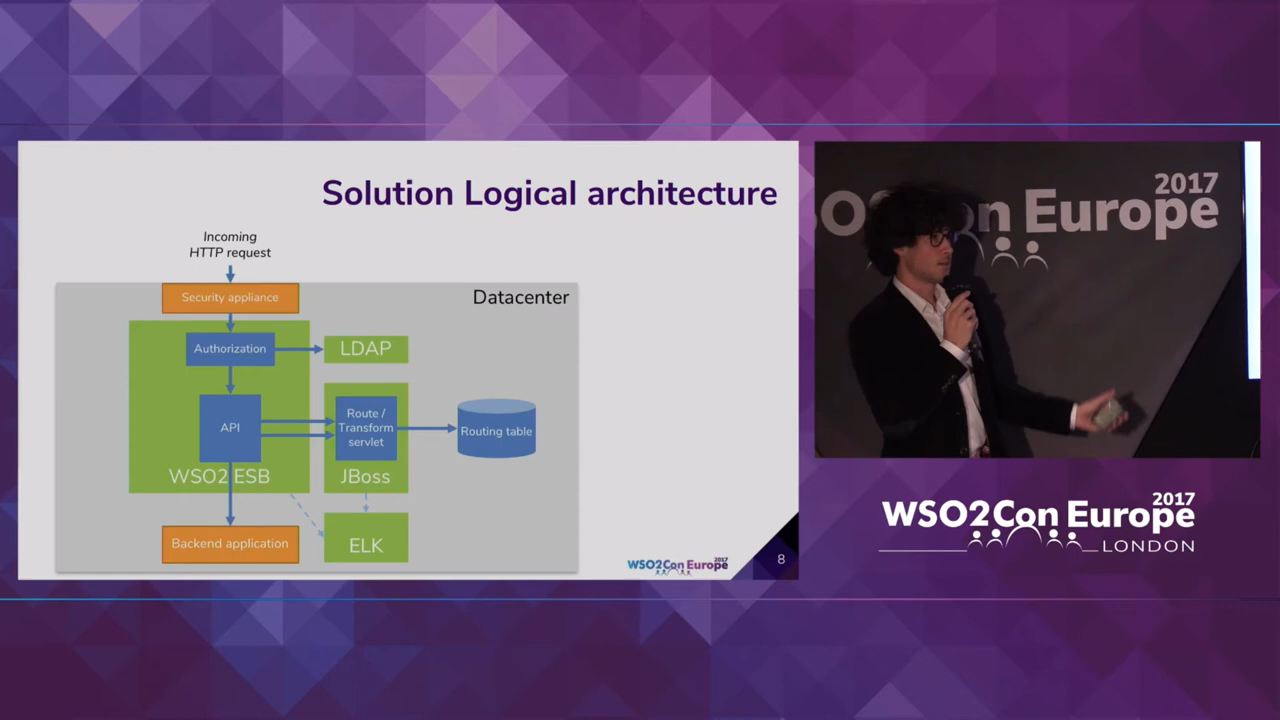 Solution Logical architecture
Incoming
HTTP request
Security appliance
Datacenter
Authorization
LDAP
API
Route /
Transform
servlet
Routing table
WSO2 ESB
JBoss
Backend application
ELK
WSO2Con Europe 2017
8
2017
O2Con Europe
2017
WSO2Con Europe
LONDON